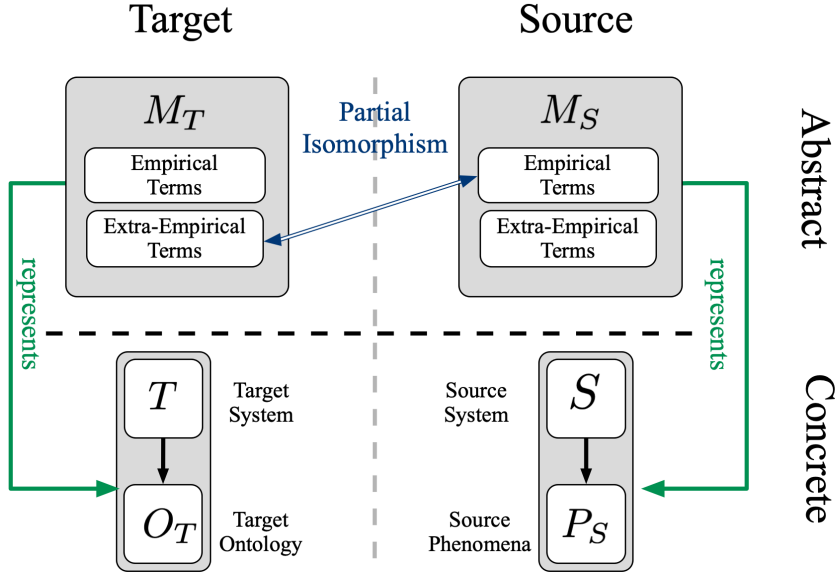 Target
Source
M_T
Partial
Isomorphism
M_S
Empirical
Terms
Empirical
Terms
Extra-Empirical
Terms
Extra-Empirical
Terms
Abstract
represents
represents
T
Target
System
Source
System
S
O_T
Target
Ontology
Source
Phenomena
P_S
Concrete